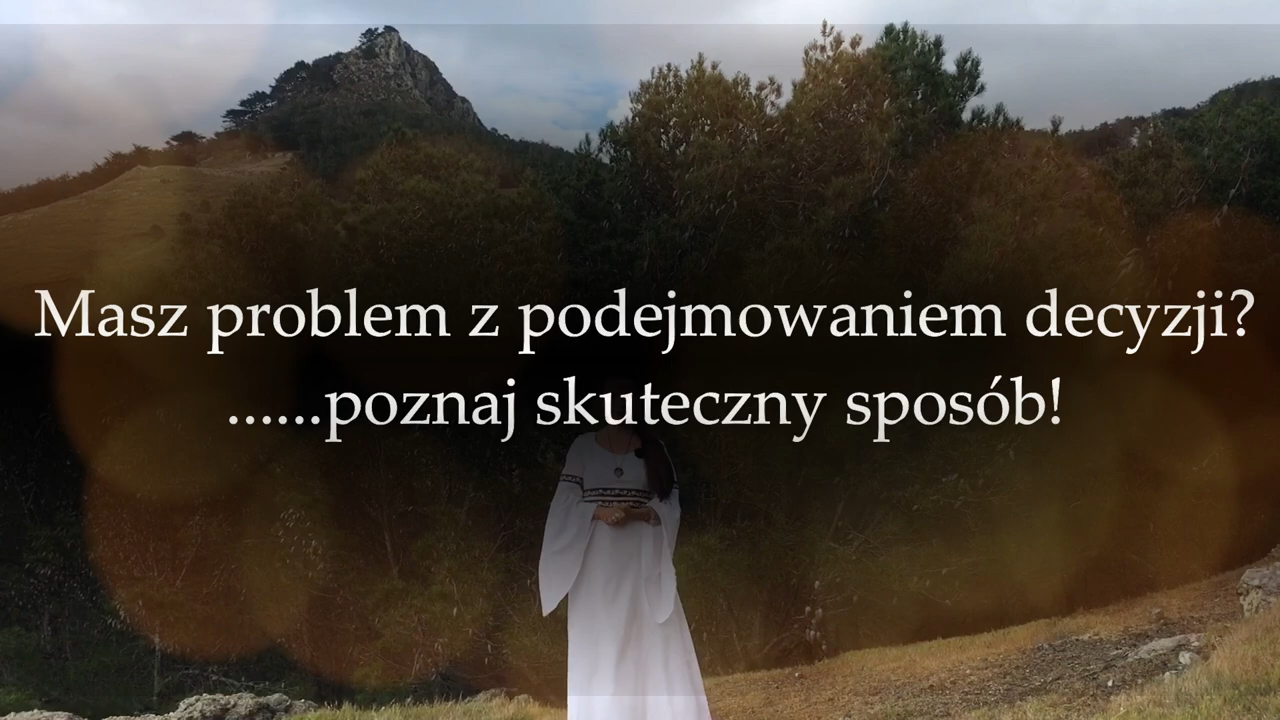 Masz problem z podejmowaniem decyzji?
......poznaj skuteczny sposób!